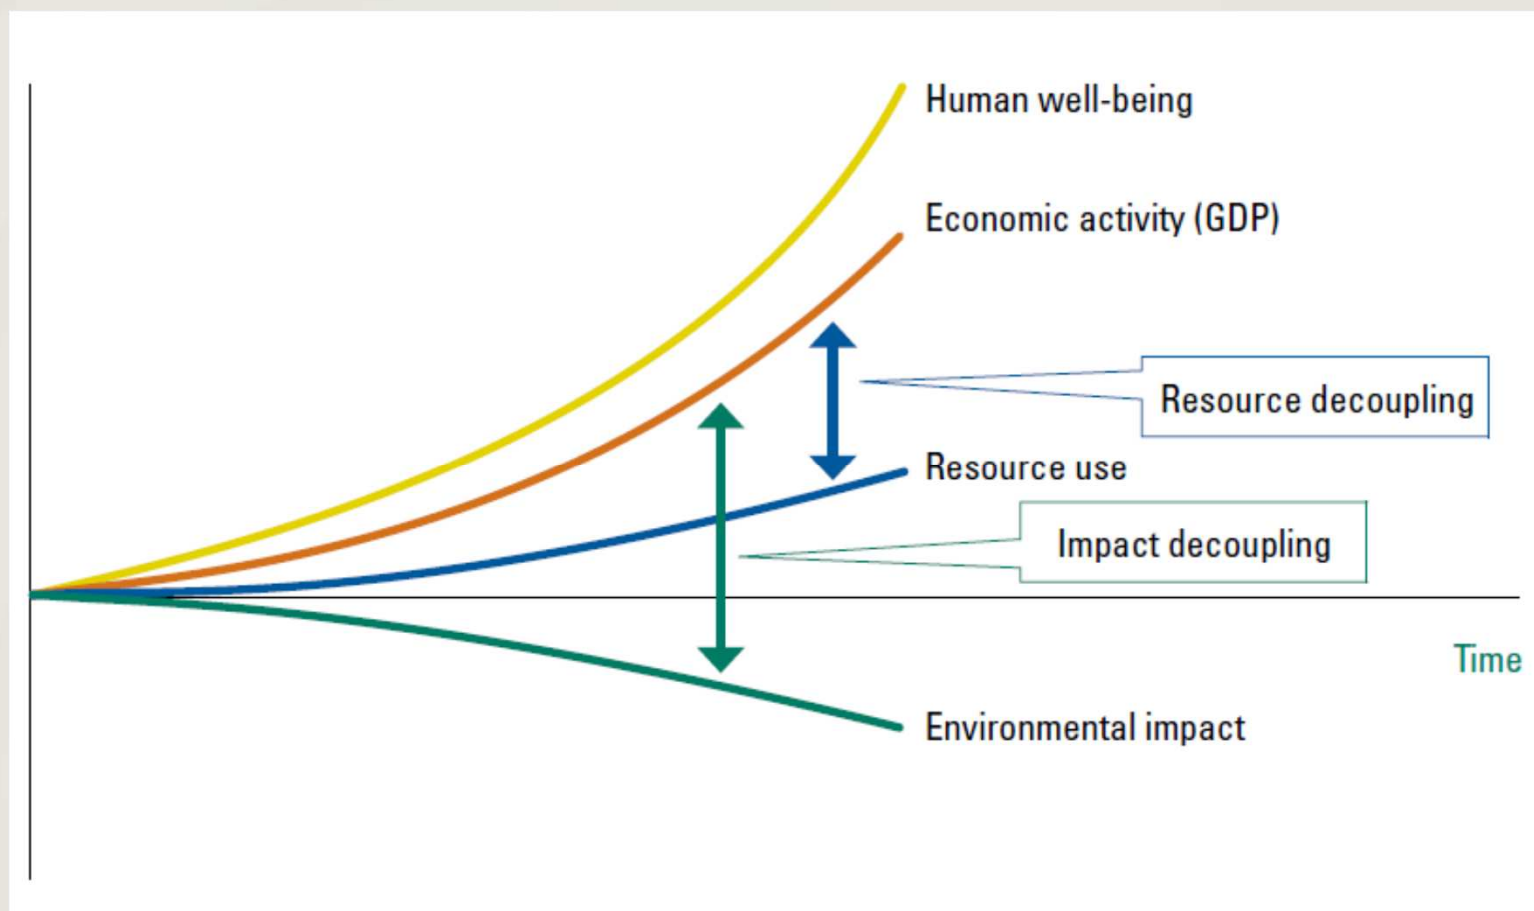 Human well-being
Economic activity (GDP)
Resource decoupling
Resource use
Impact decoupling
Time
Environmental impact